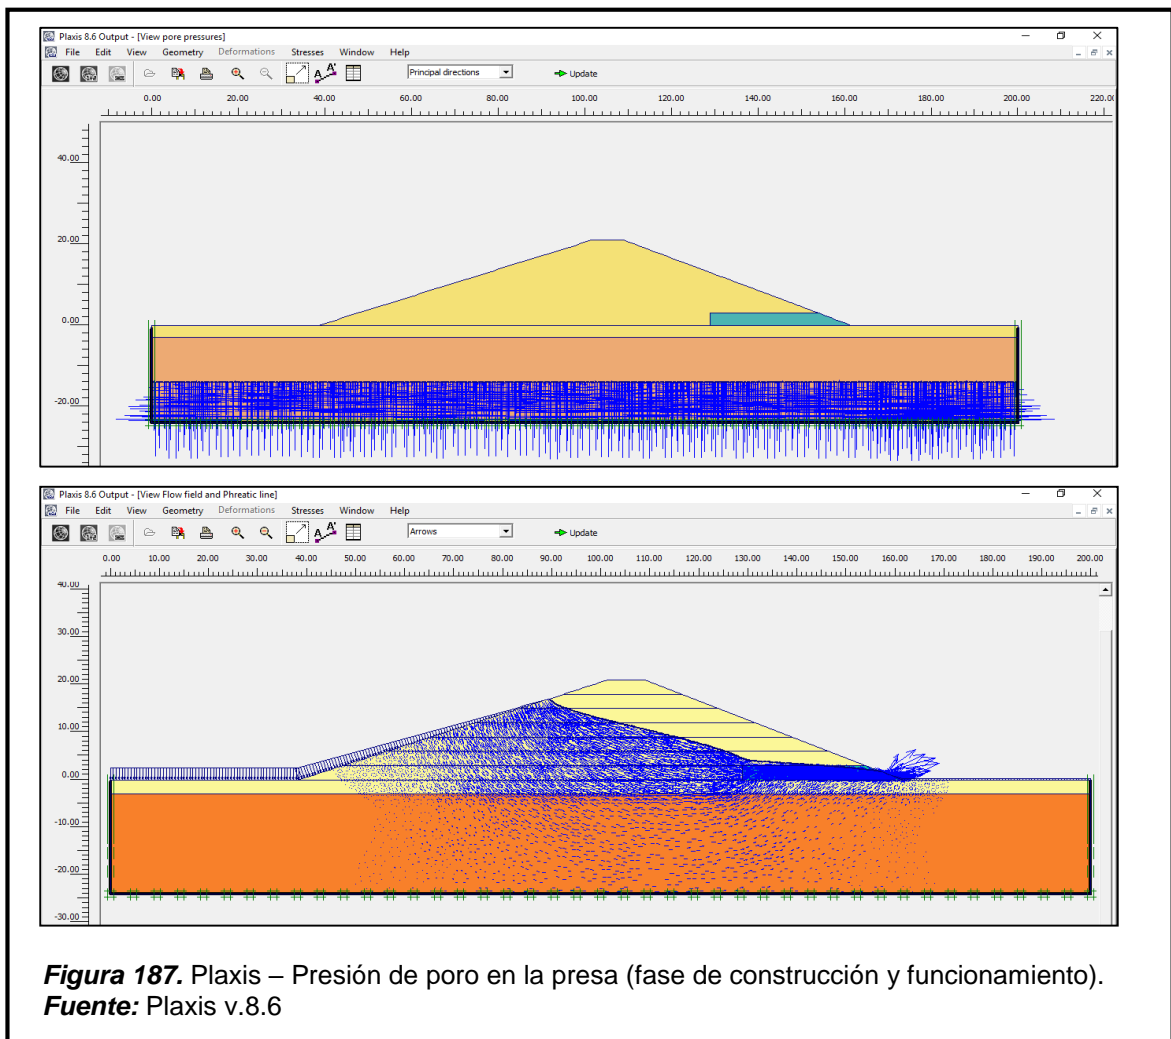 Plaxis 8.6 Output - [View pore pressures]
File Edit View Geometry Deformations Stresses Window Help
Principal directions
Update
0.00 20.00 40.00 60.00 80.00 100.00 120.00 140.00 160.00 180.00 200.00 220.0
40.00
20.00
0.00
-20.00
Plaxis 8.6 Output - [View Flow field and Phreatic line]
File Edit View Geometry Deformations Stresses Window Help
Arrows
Update
0.00 10.00 20.00 30.00 40.00 50.00 60.00 70.00 80.00 90.00 100.00 110.00 120.00 130.00 140.00 150.00 160.00 170.00 180.00 190.00 200.00
40.00
30.00
20.00
10.00
0.00
-10.00
-20.00
-30.00
Figura 187. Plaxis – Presión de poro en la presa (fase de construcción y funcionamiento).
Fuente: Plaxis v.8.6